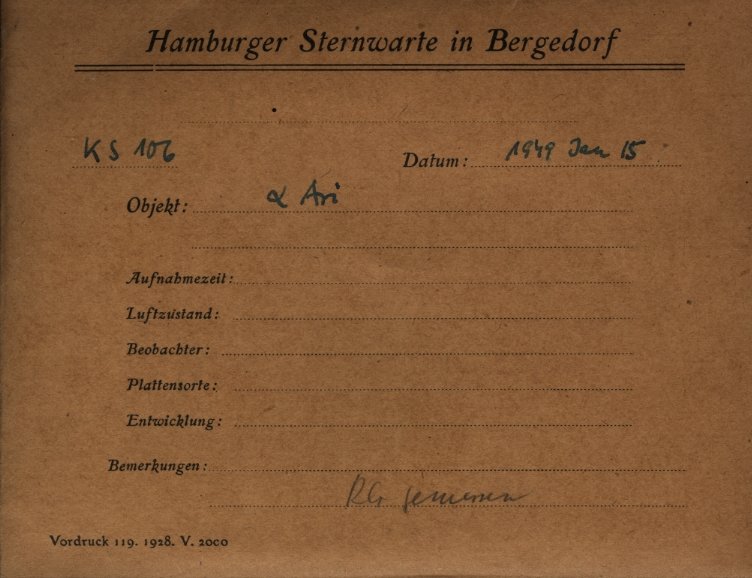 Hamburger Sternwarte in Bergedorf
KS 106
Datum: 1949 Jan 15
Objekt: α Ari
Aufnahmezeit:
Luftzustand:
Beobachter:
Plattensorte:
Entwicklung:
Bemerkungen:
gemessen
Vordruck 119. 1928. V. 2000